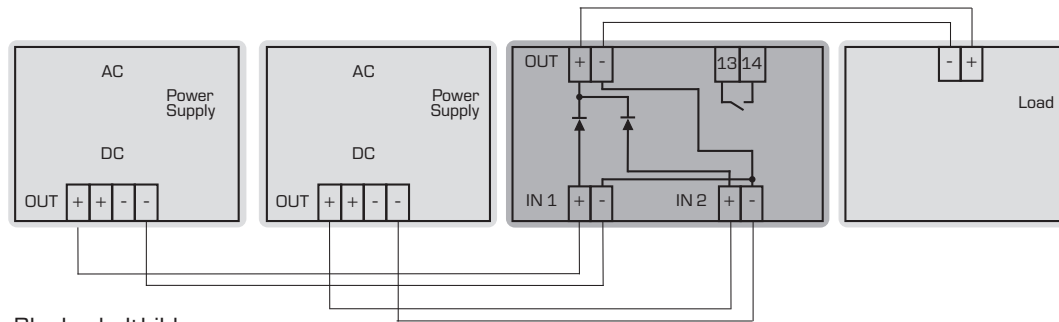 AC
Power
Supply
DC
OUT + + - -
AC
Power
Supply
DC
OUT + + - -
OUT + -
13 14
IN 1 + -
IN 2 + -
- +
Load